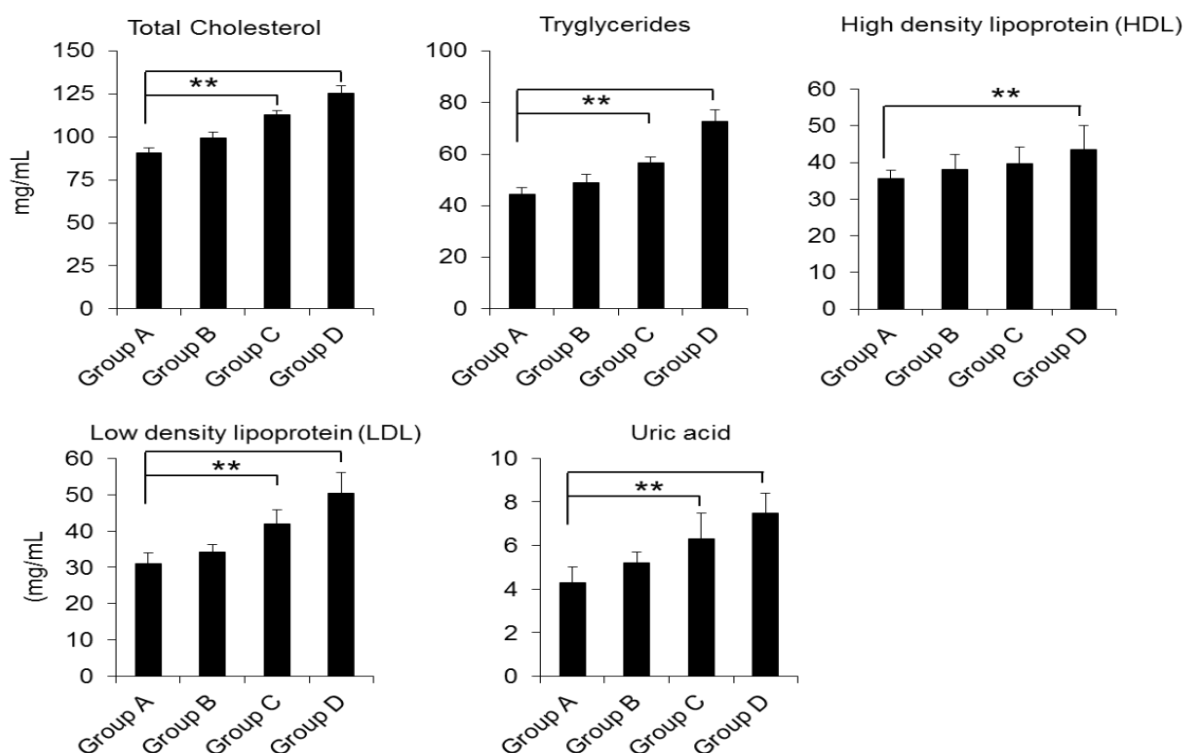 Total Cholesterol
150
125
100
75
50
25
0
mg/mL
**
Group A
Group B
Group C
Group D
Tryglycerides
100
80
60
40
20
0
**
Group A
Group B
Group C
Group D
High density lipoprotein (HDL)
60
50
40
30
20
10
0
**
Group A
Group B
Group C
Group D
Low density lipoprotein (LDL)
60
50
40
30
20
10
0
(mg/mL
**
Group A
Group B
Group C
Group D
Uric acid
8
6
4
2
0
**
Group A
Group B
Group C
Group D